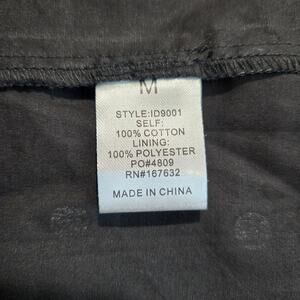 M
STYLE:ID9001
SELF:
100% COTTON
LINING:
100% POLYESTER
PO#4809
RN#167632
MADE IN CHINA